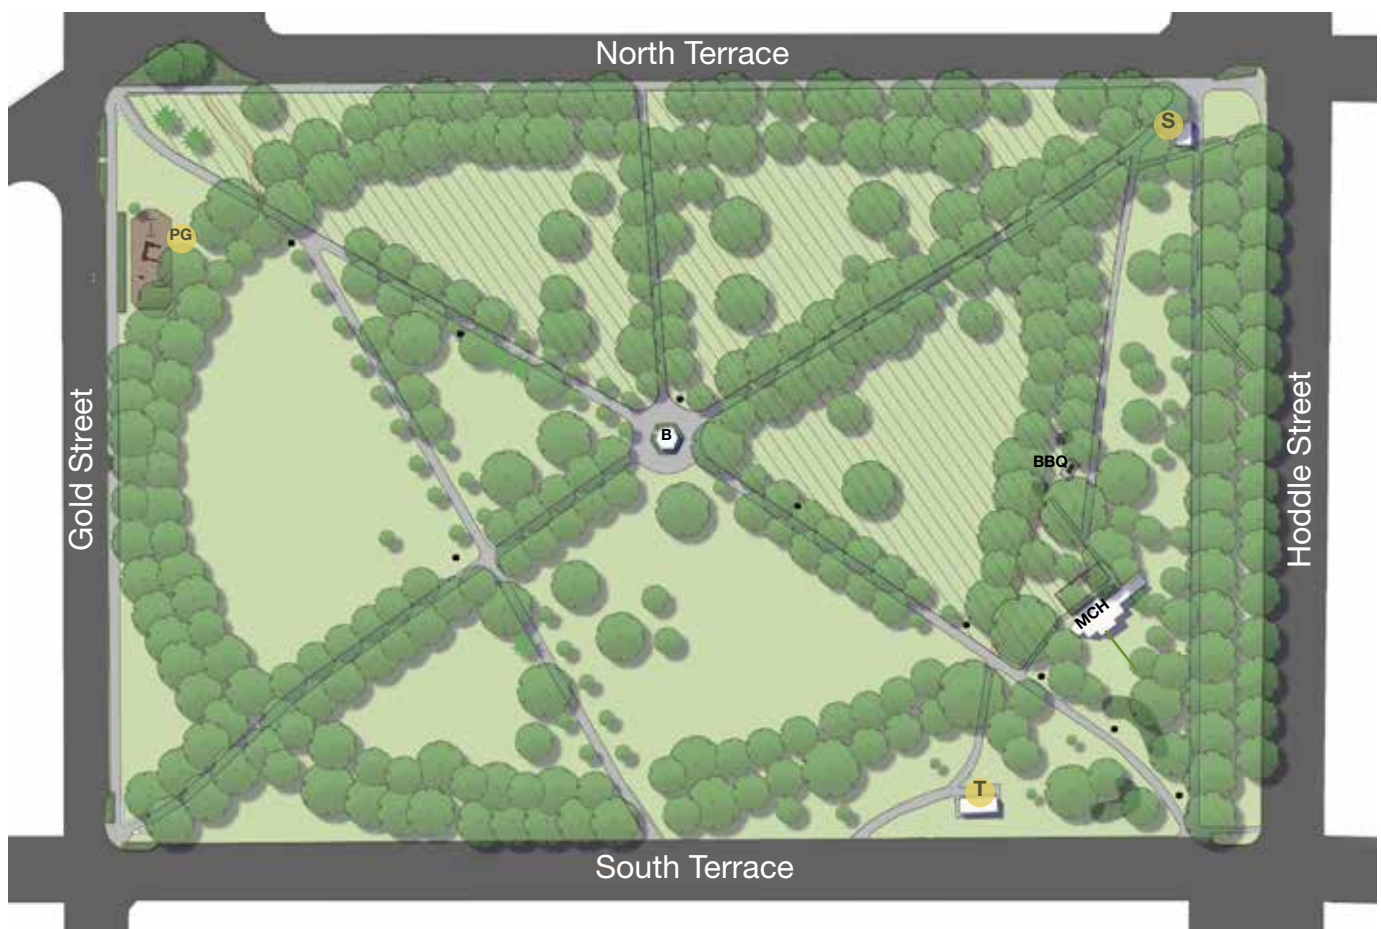 North Terrace
S
PG
Gold Street
B
BBQ
Hoddle Street
MCH
T
South Terrace